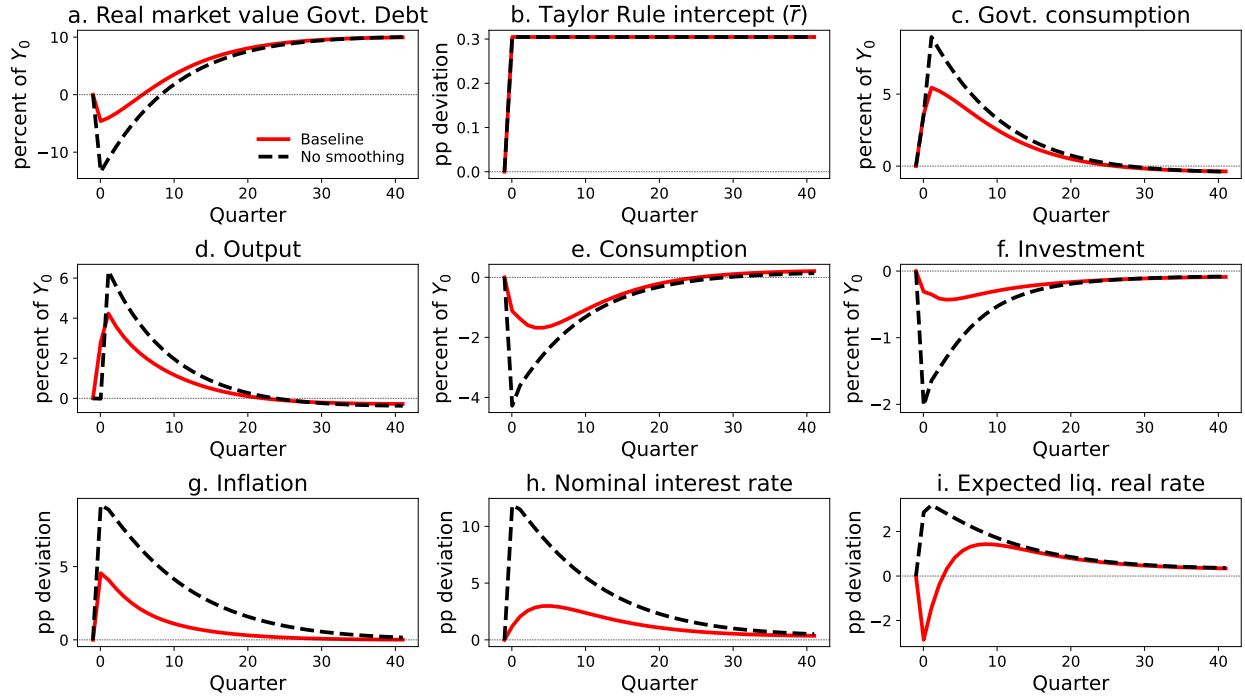 a. Real market value Govt. Debt
percent of Y0
10
0
−10
0 10 20 30 40
Quarter
Baseline
No smoothing
b. Taylor Rule intercept (r̄)
pp deviation
0.3
0.2
0.1
0.0
0 10 20 30 40
Quarter
c. Govt. consumption
percent of Y0
5
0
0 10 20 30 40
Quarter
d. Output
percent of Y0
6
4
2
0
0 10 20 30 40
Quarter
e. Consumption
percent of Y0
0
−2
−4
0 10 20 30 40
Quarter
f. Investment
percent of Y0
0
−1
−2
0 10 20 30 40
Quarter
g. Inflation
pp deviation
5
0
0 10 20 30 40
Quarter
h. Nominal interest rate
pp deviation
10
5
0
0 10 20 30 40
Quarter
i. Expected liq. real rate
pp deviation
2
0
−2
0 10 20 30 40
Quarter